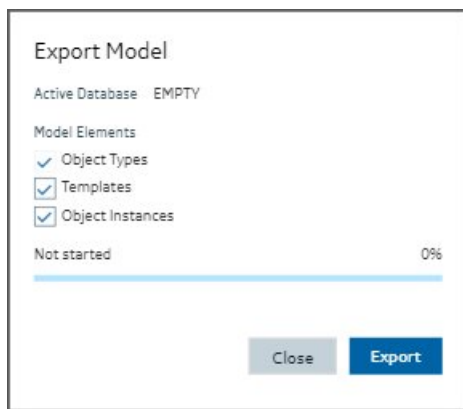 Export Model
Active Database EMPTY
Model Elements
Object Types
Templates
Object Instances
Not started 0%
Close Export